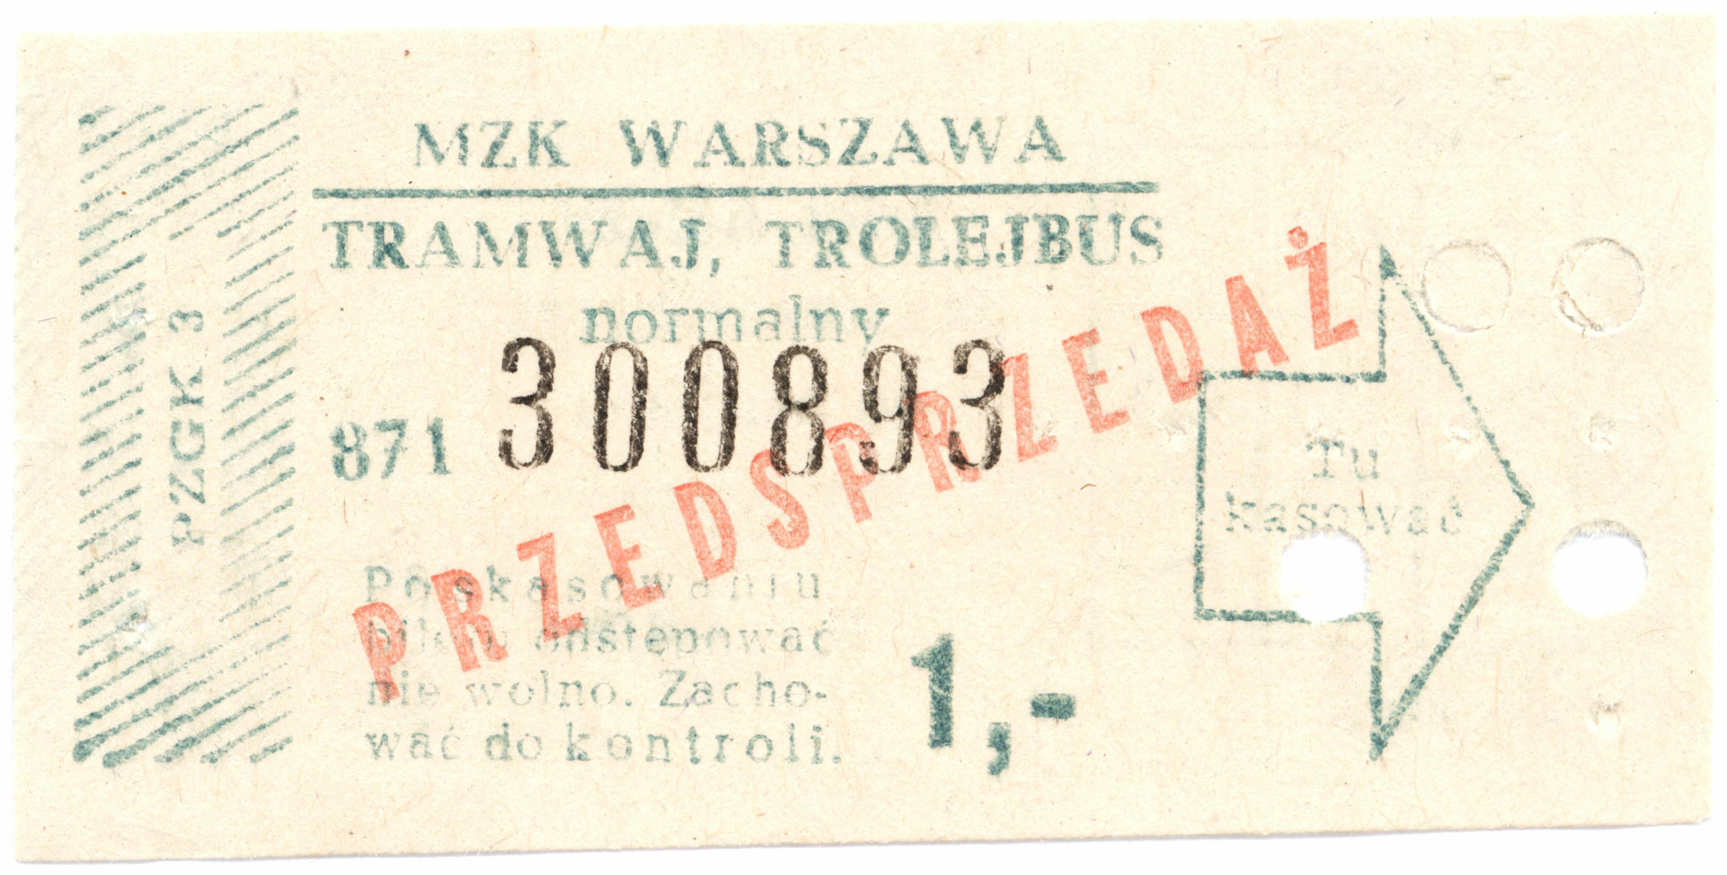 MZK WARSZAWA
TRAMWAJ, TROLEJBUS
normalny
871 300893
PRZEDSPRZEDAŻ
PZGK 3
Po skasowaniu
biletu odstępować
nie wolno. Zacho-
wać do kontroli.
1,-
Tu
kasować